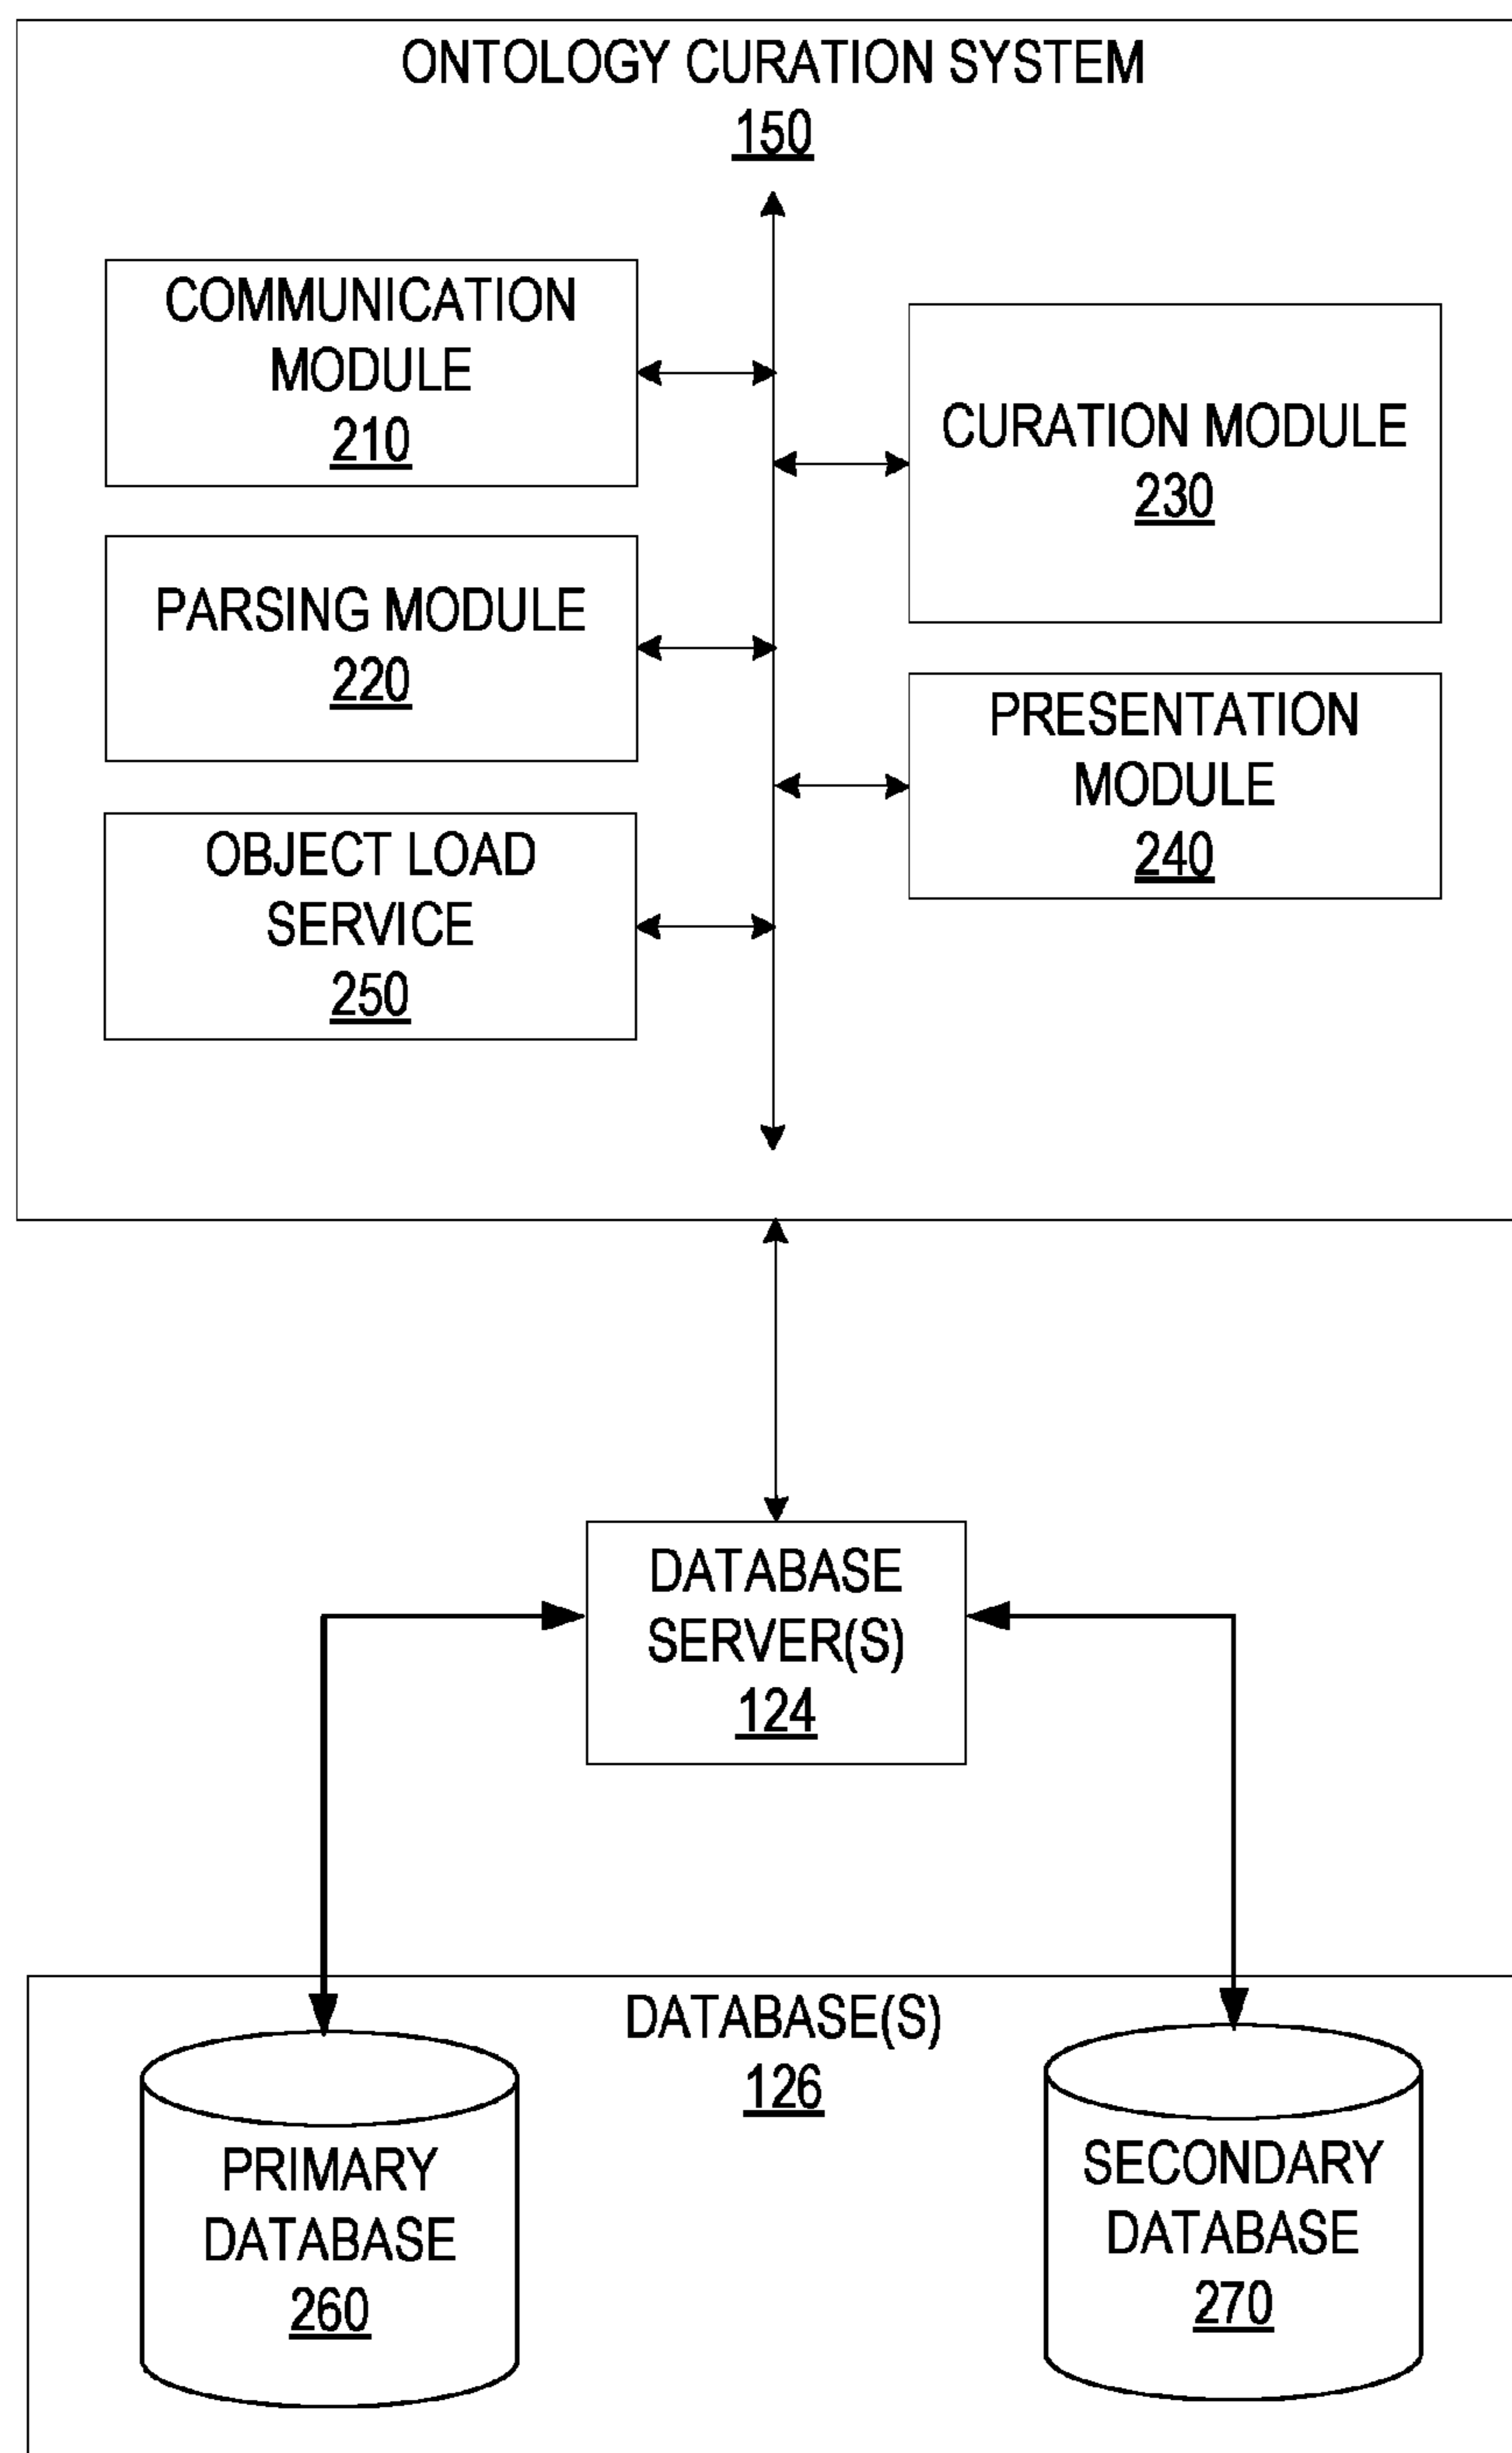 ONTOLOGY CURATION SYSTEM
150
COMMUNICATION
MODULE
210
CURATION MODULE
230
PARSING MODULE
220
PRESENTATION
MODULE
240
OBJECT LOAD
SERVICE
250
DATABASE
SERVER(S)
124
DATABASE(S)
126
PRIMARY
DATABASE
260
SECONDARY
DATABASE
270